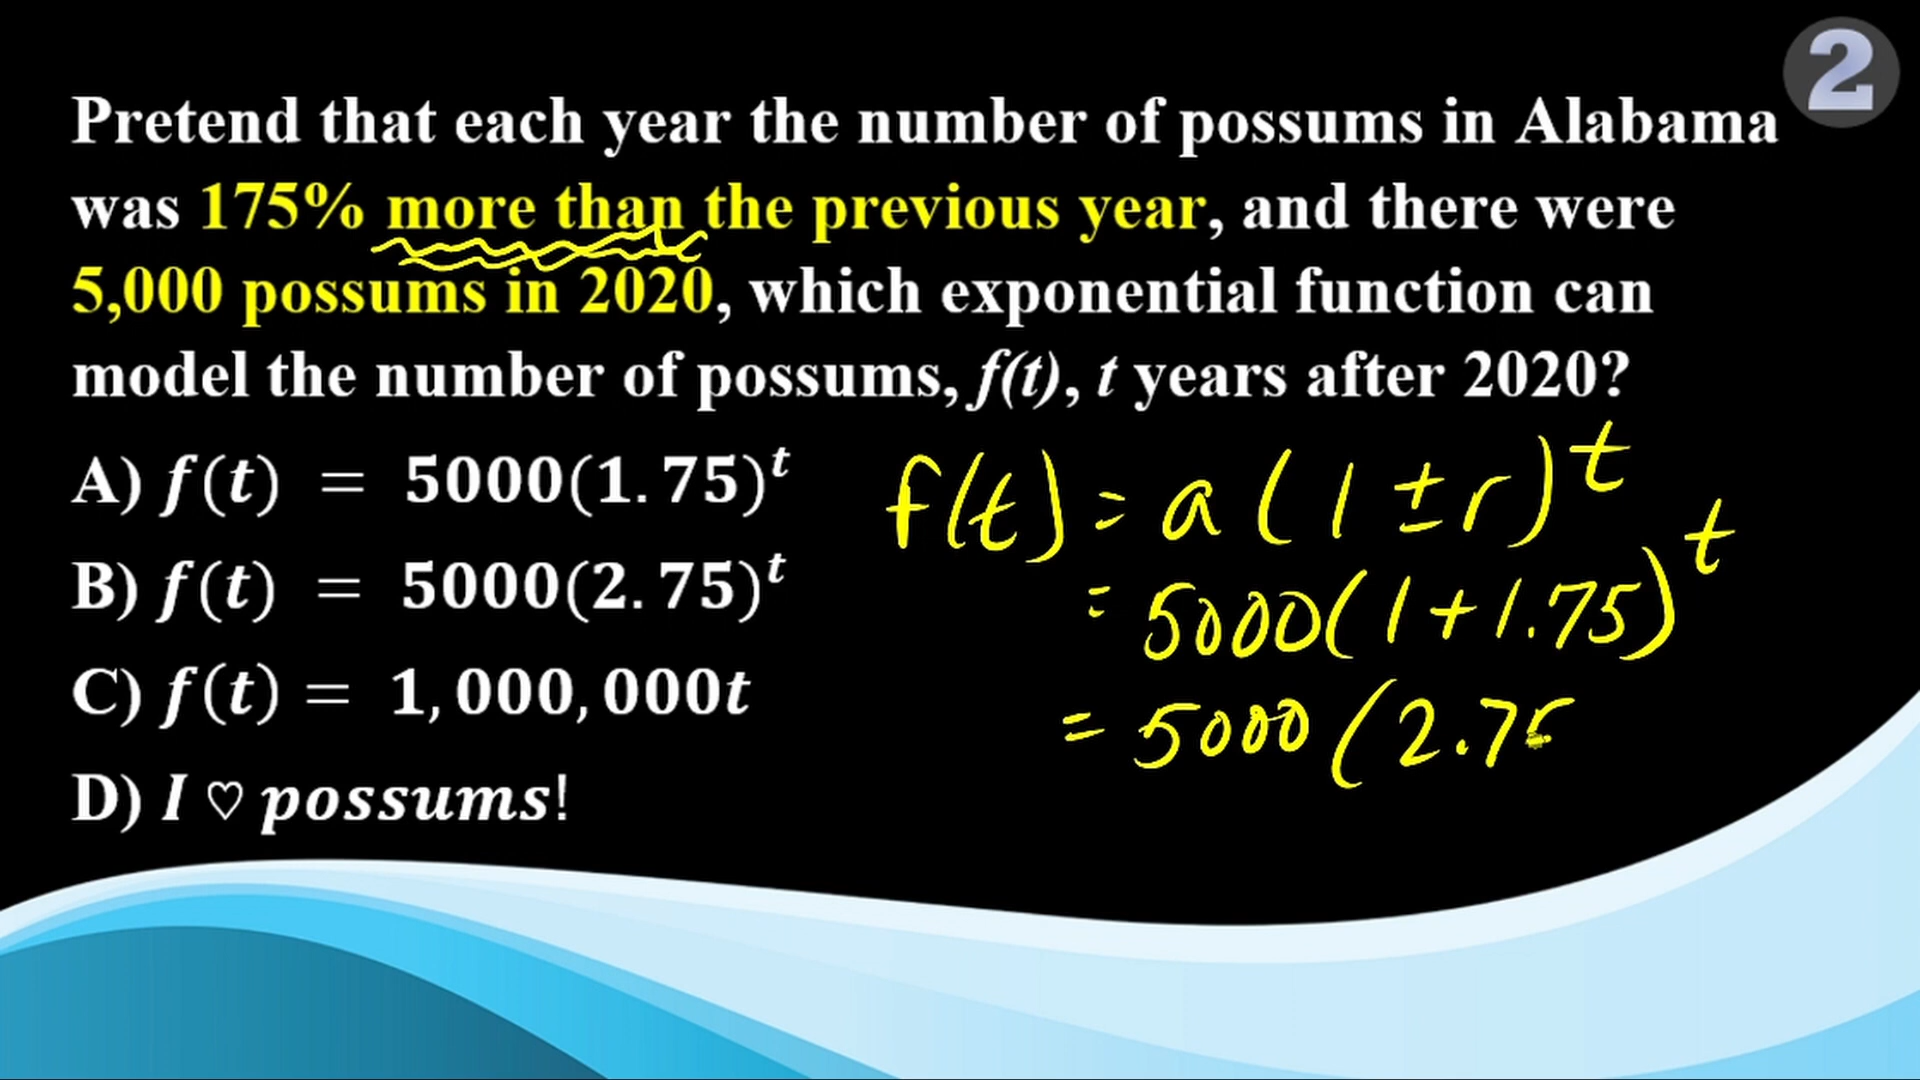 2
Pretend that each year the number of possums in Alabama
was 175% more than the previous year, and there were
5,000 possums in 2020, which exponential function can
model the number of possums, f(t), t years after 2020?
A) f(t) = 5000(1.75)^t
B) f(t) = 5000(2.75)^t
C) f(t) = 1,000,000t
D) I ♡ possums!
f(t) = a(1 ± r)^t
= 5000(1+1.75)^t
= 5000(2.75